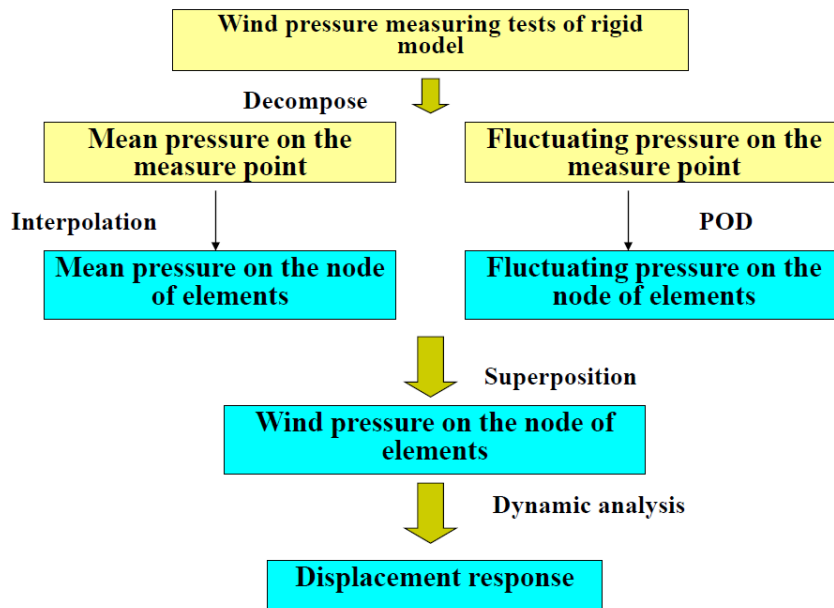 Wind pressure measuring tests of rigid
model
Decompose
Mean pressure on the
measure point
Fluctuating pressure on the
measure point
Interpolation
POD
Mean pressure on the node
of elements
Fluctuating pressure on the
node of elements
Superposition
Wind pressure on the node of
elements
Dynamic analysis
Displacement response